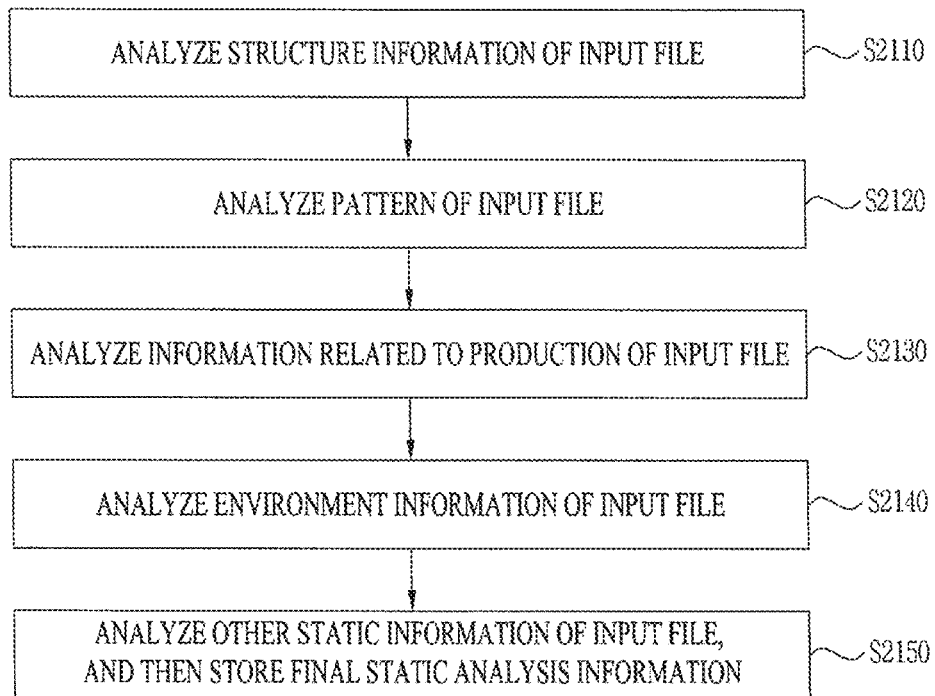 ANALYZE STRUCTURE INFORMATION OF INPUT FILE
S2110
ANALYZE PATTERN OF INPUT FILE
S2120
ANALYZE INFORMATION RELATED TO PRODUCTION OF INPUT FILE
S2130
ANALYZE ENVIRONMENT INFORMATION OF INPUT FILE
S2140
ANALYZE OTHER STATIC INFORMATION OF INPUT FILE,
AND THEN STORE FINAL STATIC ANALYSIS INFORMATION
S2150